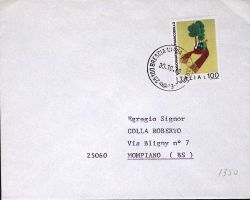 ITALIA L. 100
Egregio Signor
COLLA ROBERTO
Via Bligny n° 7
25060 MOMPIANO ( BS )
1350